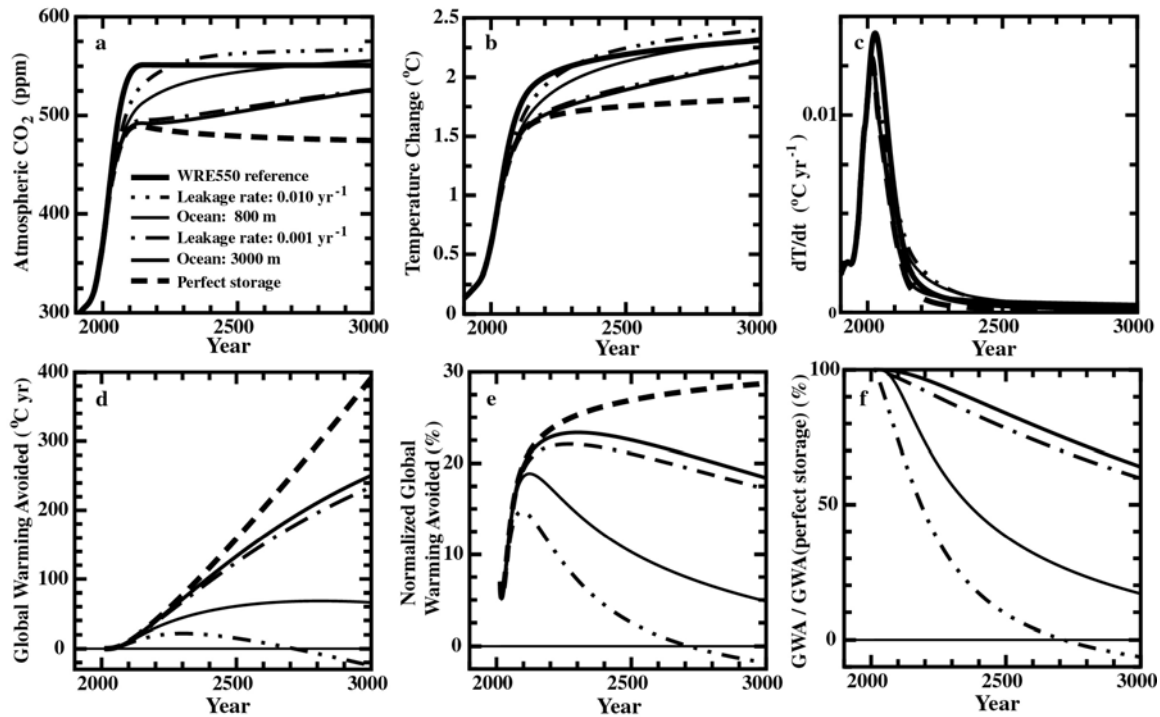 a
Atmospheric CO2 (ppm)
600
500
400
300
WRE550 reference
Leakage rate: 0.010 yr-1
Ocean: 800 m
Leakage rate: 0.001 yr-1
Ocean: 3000 m
Perfect storage
2000 2500 3000
Year
b
Temperature Change (°C)
2.5
2
1.5
1
0.5
0
2000 2500 3000
Year
c
dT/dt (°C yr-1)
0.01
0
2000 2500 3000
Year
d
Global Warming Avoided (°C yr)
400
300
200
100
0
2000 2500 3000
Year
e
Normalized Global
Warming Avoided (%)
30
20
10
0
2000 2500 3000
Year
f
GWA / GWA(perfect storage) (%)
100
50
0
2000 2500 3000
Year